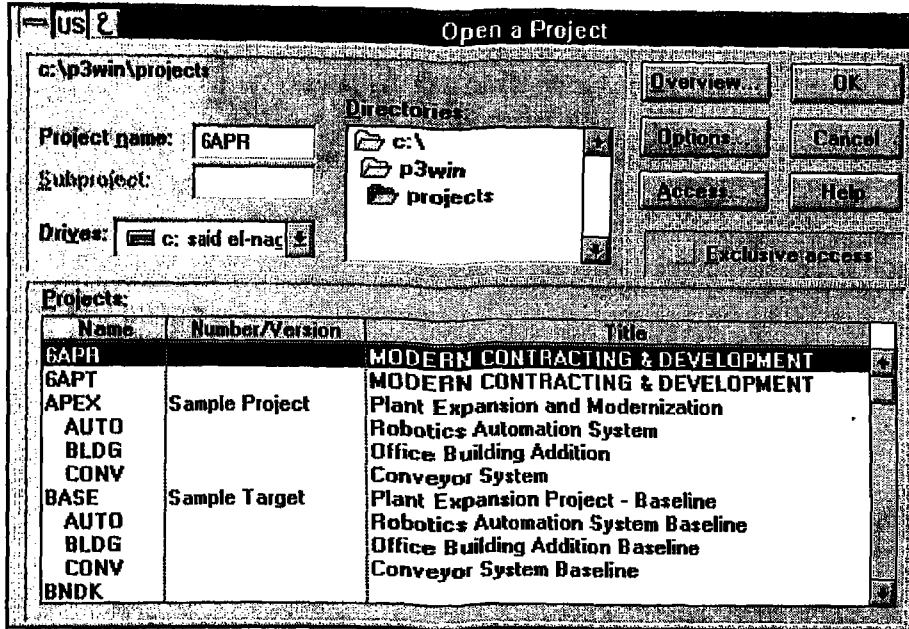 US
Open a Project
c:\p3win\projects
Project name: 6APR
Subproject:
Drives: c: said el-nag
Directories:
c:\
p3win
projects
Overview... OK
Options... Cancel
Access... Help
Exclusive access
Projects:
Name Number/Version Title
6APR MODERN CONTRACTING & DEVELOPMENT
6APT MODERN CONTRACTING & DEVELOPMENT
APEX Sample Project Plant Expansion and Modernization
AUTO Robotics Automation System
BLDG Office Building Addition
CONV Conveyor System
BASE Sample Target Plant Expansion Project - Baseline
AUTO Robotics Automation System Baseline
BLDG Office Building Addition Baseline
CONV Conveyor System Baseline
BNDK